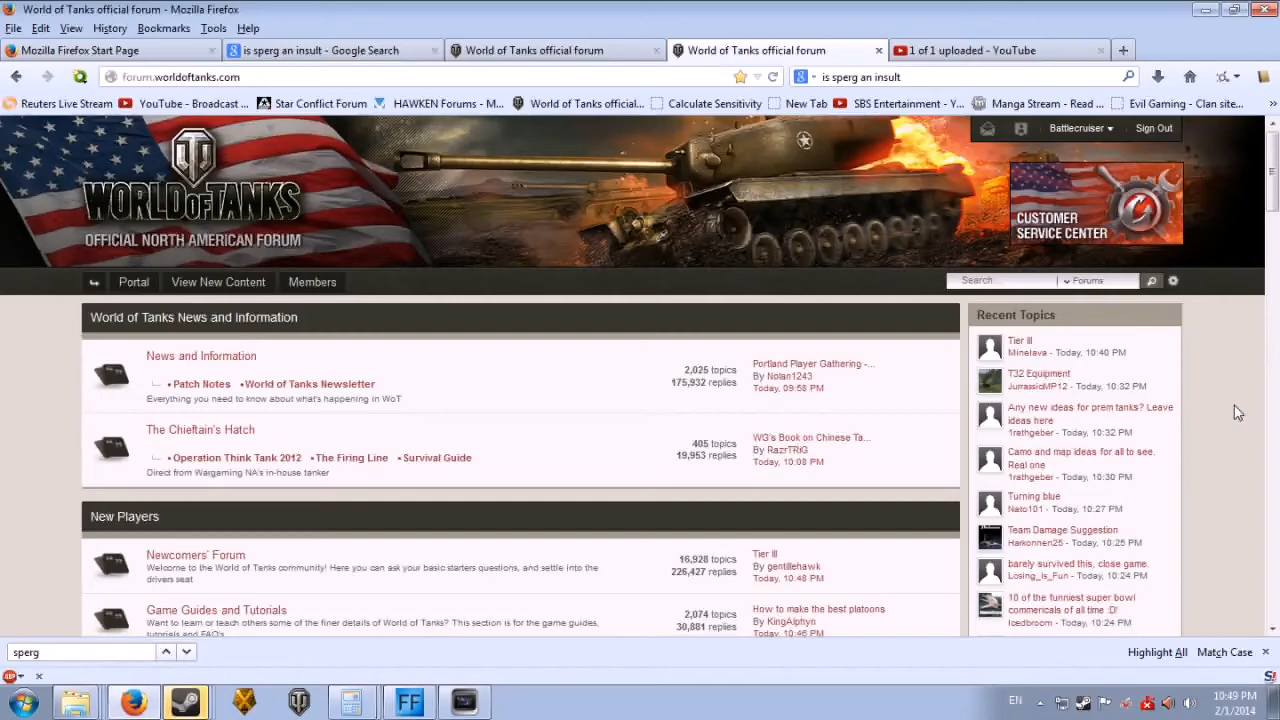 World of Tanks official forum - Mozilla Firefox
File Edit View History Bookmarks Tools Help
Mozilla Firefox Start Page
is sperg an insult - Google Search
World of Tanks official forum
World of Tanks official forum
1 of 1 uploaded - YouTube
forum.worldoftanks.com
is sperg an insult
Reuters Live Stream YouTube - Broadcast ... Star Conflict Forum HAWKEN Forums - M... World of Tanks official... Calculate Sensitivity New Tab SBS Entertainment - Y... Manga Stream - Read ... Evil Gaming - Clan site...
Battlecruiser Sign Out
WORLD OF TANKS
OFFICIAL NORTH AMERICAN FORUM
CUSTOMER
SERVICE CENTER
Portal View New Content Members
Search... Forums
World of Tanks News and Information
News and Information
• Patch Notes • World of Tanks Newsletter
Everything you need to know about what's happening in WoT
2,025 topics
175,932 replies
Portland Player Gathering -...
By Nolan1243
Today, 09:58 PM
The Chieftain's Hatch
• Operation Think Tank 2012 • The Firing Line • Survival Guide
Direct from Wargaming NA's in-house tanker
405 topics
19,953 replies
WG's Book on Chinese Ta...
By RazrTRiG
Today, 10:08 PM
New Players
Newcomers' Forum
Welcome to the World of Tanks community! Here you can ask your basic starters questions, and settle into the
drivers seat
16,928 topics
226,427 replies
Tier III
By gentlehawk
Today, 10:48 PM
Game Guides and Tutorials
Want to learn or teach others some of the finer details of World of Tanks? This section is for the game guides,
tutorials and FAQ's
2,074 topics
30,881 replies
How to make the best platoons
By KingAlphyn
Today, 10:46 PM
Recent Topics
Tier III
Minelava - Today, 10:40 PM
T32 Equipment
JurrassicMP12 - Today, 10:32 PM
Any new ideas for prem tanks? Leave
ideas here
1rathgeber - Today, 10:32 PM
Camo and map ideas for all to see.
Real one
1rathgeber - Today, 10:30 PM
Turning blue
Nato101 - Today, 10:27 PM
Team Damage Suggestion
Harkonnen25 - Today, 10:25 PM
barely survived this, close game.
Losing_Is_Fun - Today, 10:24 PM
10 of the funniest super bowl
commericals of all time :D!
Icedbroom - Today, 10:24 PM
sperg
Highlight All Match Case
ABP
FF
EN
10:49 PM
2/1/2014